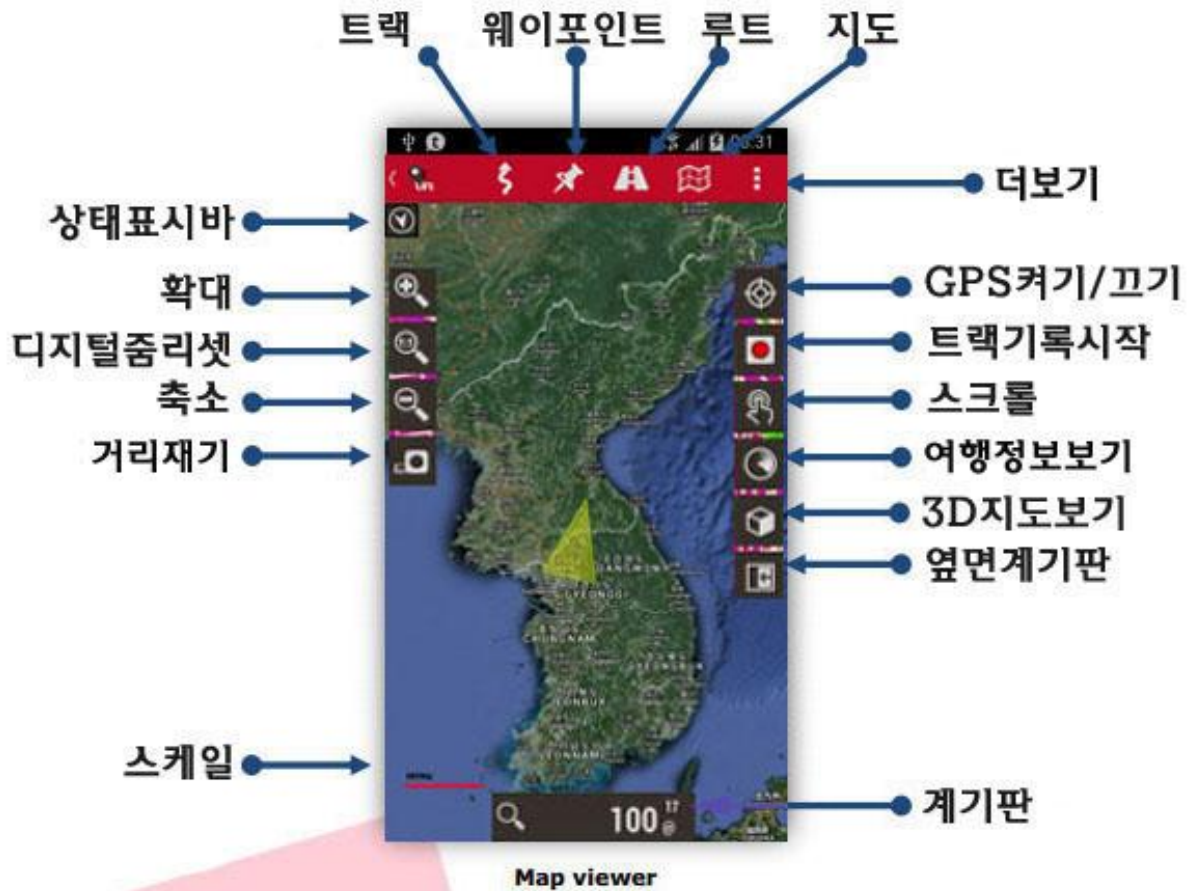 트랙 웨이포인트 루트 지도
더보기
상태표시바
확대
디지털줌리셋
축소
거리재기
GPS켜기/끄기
트랙기록시작
스크롤
여행정보보기
3D지도보기
옆면계기판
GYEONGGI
CHUNGNAM
스케일
100 17
계기판
Map viewer